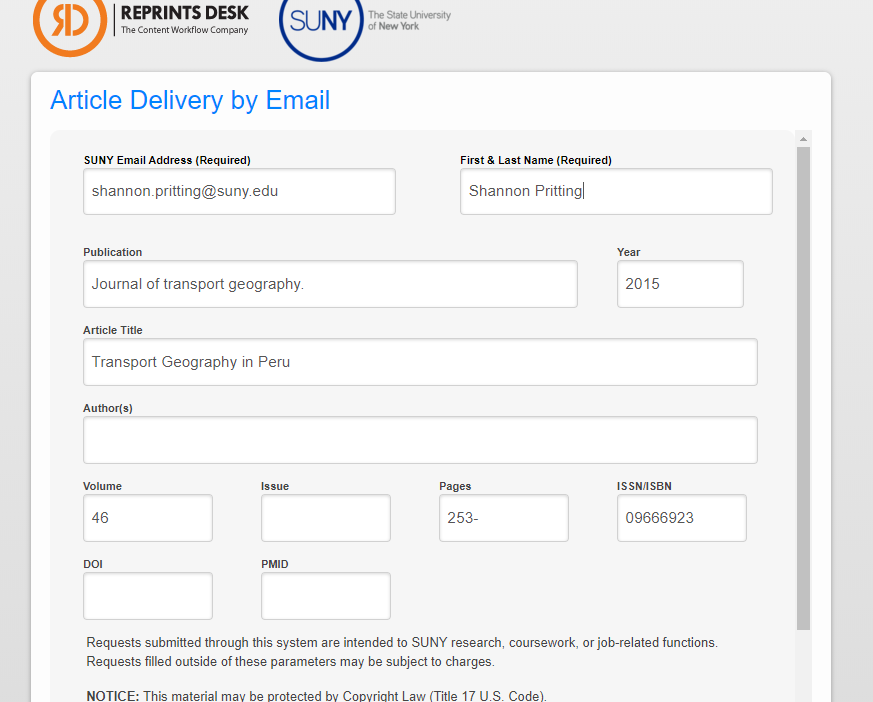 RD REPRINTS DESK
The Content Workflow Company
SUNY
The State University
of New York
Article Delivery by Email
SUNY Email Address (Required) First & Last Name (Required)
shannon.pritting@suny.edu Shannon Pritting
Publication Year
Journal of transport geography. 2015
Article Title
Transport Geography in Peru
Author(s)
Volume Issue Pages ISSN/ISBN
46 253- 09666923
DOI PMID
Requests submitted through this system are intended to SUNY research, coursework, or job-related functions.
Requests filled outside of these parameters may be subject to charges.
NOTICE: This material may be protected by Copyright Law (Title 17 U.S. Code).